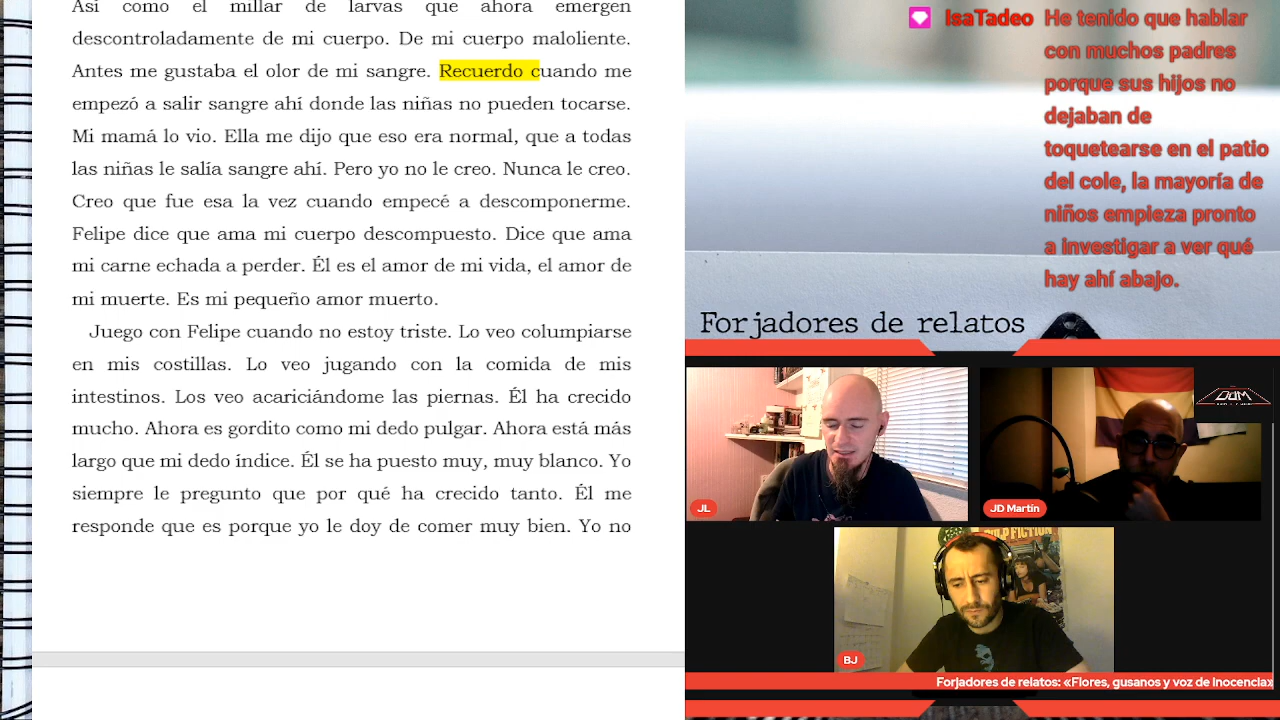 Así como el millar de larvas que ahora emergen
descontroladamente de mi cuerpo. De mi cuerpo maloliente.
Antes me gustaba el olor de mi sangre. Recuerdo cuando me
empezó a salir sangre ahí donde las niñas no pueden tocarse.
Mi mamá lo vio. Ella me dijo que eso era normal, que a todas
las niñas le salía sangre ahí. Pero yo no le creo. Nunca le creo.
Creo que fue esa la vez cuando empecé a descomponerme.
Felipe dice que ama mi cuerpo descompuesto. Dice que ama
mi carne echada a perder. Él es el amor de mi vida, el amor de
mi muerte. Es mi pequeño amor muerto.
Juego con Felipe cuando no estoy triste. Lo veo columpiarse
en mis costillas. Lo veo jugando con la comida de mis
intestinos. Los veo acariciándome las piernas. Él ha crecido
mucho. Ahora es gordito como mi dedo pulgar. Ahora está más
largo que mi dedo índice. Él se ha puesto muy, muy blanco. Yo
siempre le pregunto que por qué ha crecido tanto. Él me
responde que es porque yo le doy de comer muy bien. Yo no
IsaTadeo He tenido que hablar
con muchos padres
porque sus hijos no
dejaban de
toquetearse en el patio
del cole, la mayoría de
niños empieza pronto
a investigar a ver qué
hay ahí abajo.
Forjadores de relatos
JL
JD Martín
PULP FICTION
BJ
Forjadores de relatos: «Flores, gusanos y voz de inocencia»